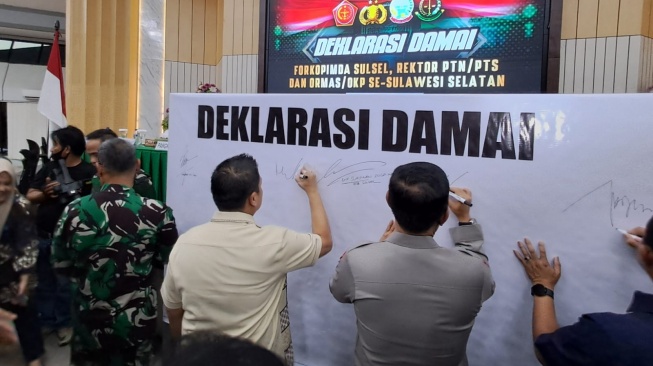 DEKLARASI DAMAI
FORKOPIMDA SULSEL, REKTOR PTN/PTS
DAN ORMAS/OKP SE-SULAWESI SELATAN
DEKLARASI DAMAI